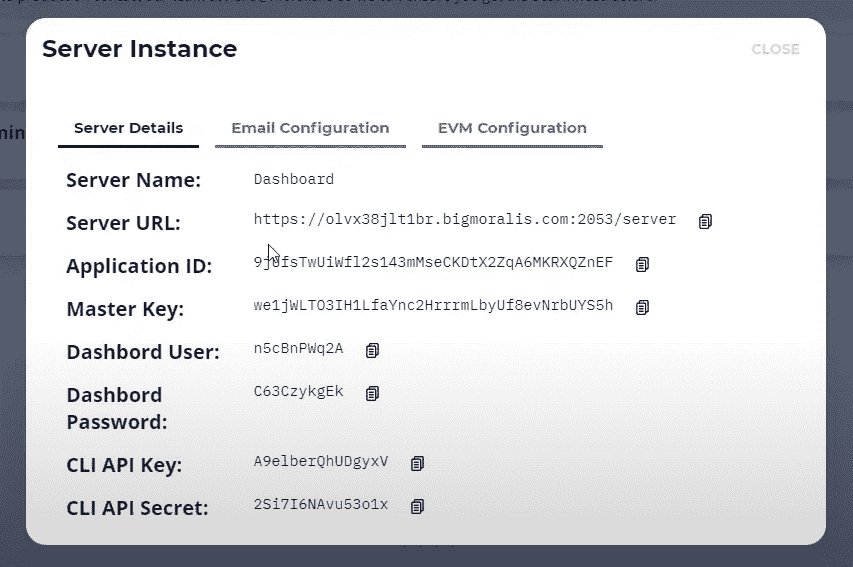 Server Instance
CLOSE
Server Details Email Configuration EVM Configuration
Server Name: Dashboard
Server URL: https://olvx38jlt1br.bigmoralis.com:2053/server
Application ID:
Master Key: we1jWLTO3IH1LfaYnc2HrrrmLbyUf8evNrbUYS5h
Dashbord User: n5cBnPWq2A
Dashbord
Password: C63CzykgEk
CLI API Key: A9elberQhUDgyxV
CLI API Secret: 2Si7I6NAvu53o1x